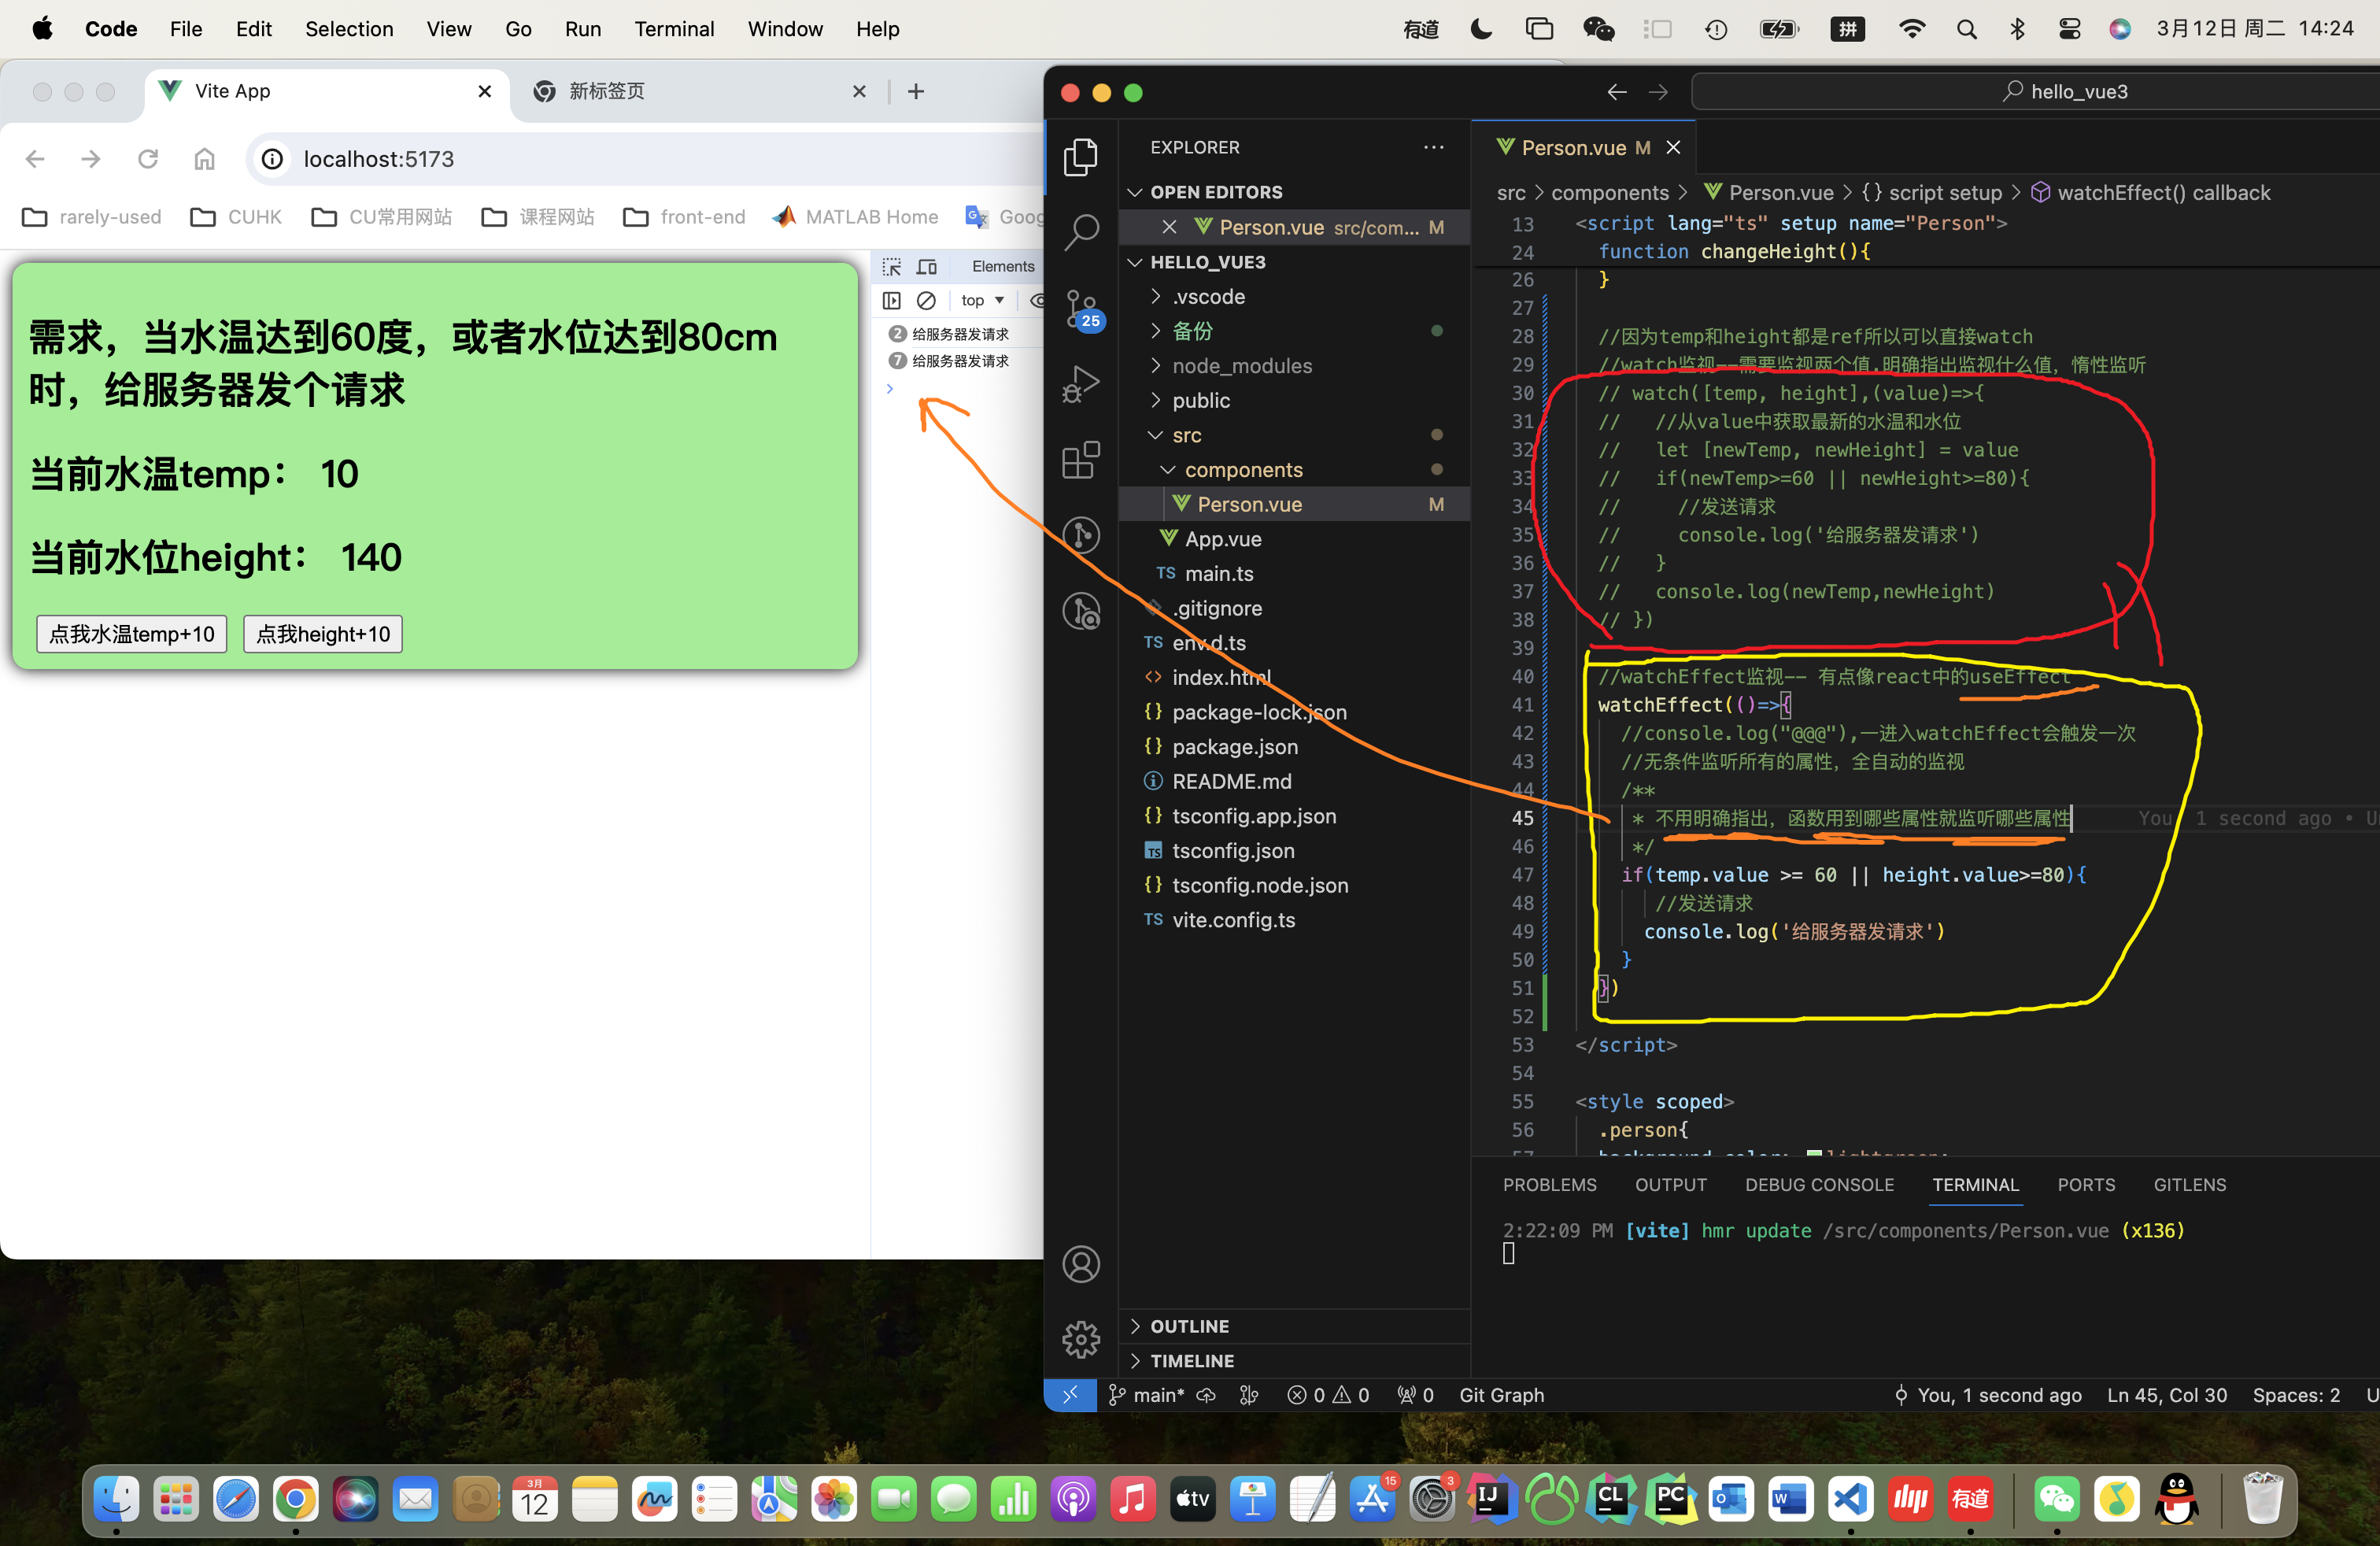 Code File Edit Selection View Go Run Terminal Window Help
有道 拼 3月12日 周二 14:24
Vite App
新标签页
localhost:5173
rarely-used CUHK CU常用网站 课程网站 front-end MATLAB Home Goog
Elements
top
2 给服务器发请求
7 给服务器发请求
需求，当水温达到60度，或者水位达到80cm
时，给服务器发个请求
当前水温temp： 10
当前水位height： 140
点我水温temp+10 点我height+10
hello_vue3
25
EXPLORER
OPEN EDITORS
Person.vue src/com... M
HELLO_VUE3
.vscode
备份
node_modules
public
src
components
Person.vue M
App.vue
TS main.ts
.gitignore
TS env.d.ts
index.html
{} package-lock.json
{} package.json
README.md
{} tsconfig.app.json
TS tsconfig.json
{} tsconfig.node.json
TS vite.config.ts
OUTLINE
TIMELINE
Person.vue M
src > components > Person.vue > {} script setup > watchEffect() callback
13 <script lang="ts" setup name="Person">
24 function changeHeight(){
26 }
27
28 //因为temp和height都是ref所以可以直接watch
29 //watch监视--需要监视两个值.明确指出监视什么值，惰性监听
30 // watch([temp, height],(value)=>{
31 // //从value中获取最新的水温和水位
32 // let [newTemp, newHeight] = value
33 // if(newTemp>=60 || newHeight>=80){
34 // //发送请求
35 // console.log('给服务器发请求')
36 // }
37 // console.log(newTemp,newHeight)
38 // })
39
40 //watchEffect监视-- 有点像react中的useEffect
41 watchEffect(()=>{
42 //console.log("@@@"),一进入watchEffect会触发一次
43 //无条件监听所有的属性，全自动的监视
44 /**
45 * 不用明确指出，函数用到哪些属性就监听哪些属性 You, 1 second ago • U
46 */
47 if(temp.value >= 60 || height.value>=80){
48 //发送请求
49 console.log('给服务器发请求')
50 }
51 })
52
53 </script>
54
55 <style scoped>
56 .person{
57 background-color: lightgreen;
PROBLEMS OUTPUT DEBUG CONSOLE TERMINAL PORTS GITLENS
2:22:09 PM [vite] hmr update /src/components/Person.vue (x136)
main* 0 0 0 Git Graph You, 1 second ago Ln 45, Col 30 Spaces: 2 U
3月
12
tv
15
3
IJ
CL
PC
有道